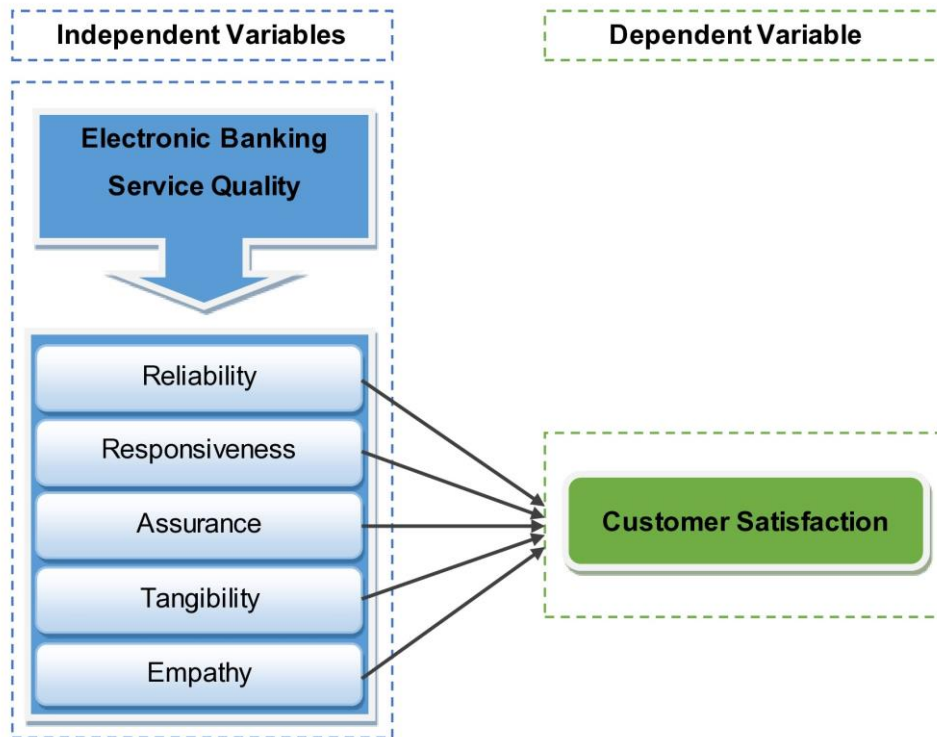 Independent Variables
Dependent Variable
Electronic Banking
Service Quality
Reliability
Responsiveness
Assurance
Tangibility
Empathy
Customer Satisfaction